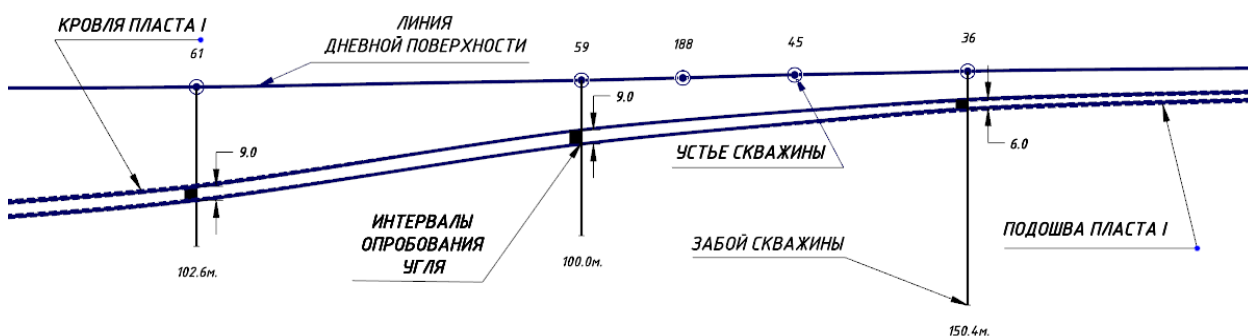 КРОВЛЯ ПЛАСТА I
61
ЛИНИЯ
ДНЕВНОЙ ПОВЕРХНОСТИ
59
188
45
36
9.0
9.0
6.0
УСТЬЕ СКВАЖИНЫ
ИНТЕРВАЛЫ
ОПРОБОВАНИЯ
УГЛЯ
ПОДОШВА ПЛАСТА I
ЗАБОЙ СКВАЖИНЫ
102.6м.
100.0м.
150.4м.